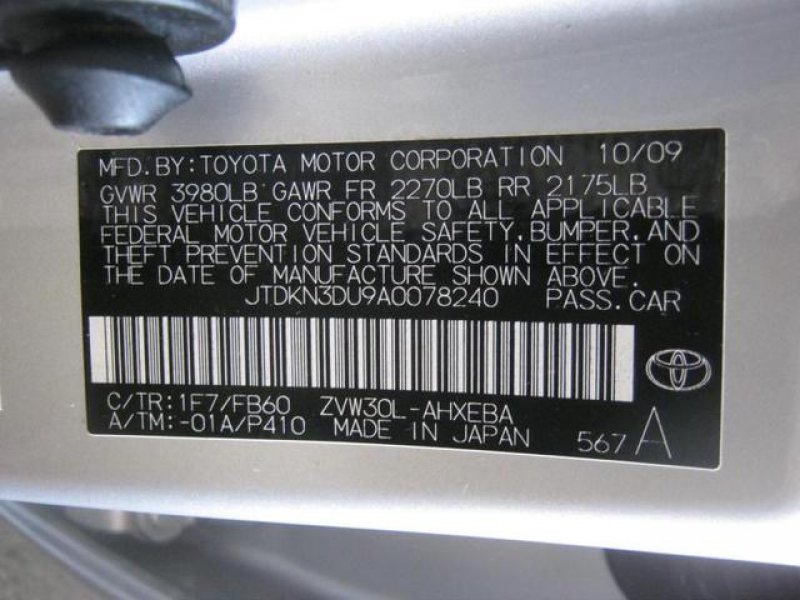 MFD.BY:TOYOTA MOTOR CORPORATION 10/09
GVWR 3980LB GAWR FR 2270LB RR 2175LB
THIS VEHICLE CONFORMS TO ALL APPLICABLE
FEDERAL MOTOR VEHICLE SAFETY,BUMPER,AND
THEFT PREVENTION STANDARDS IN EFFECT ON
THE DATE OF MANUFACTURE SHOWN ABOVE.
JTDKN3DU9A0078240 PASS.CAR
C/TR:1F7/FB60 ZVW30L-AHXEBA
A/TM:-01A/P410 MADE IN JAPAN 567 A